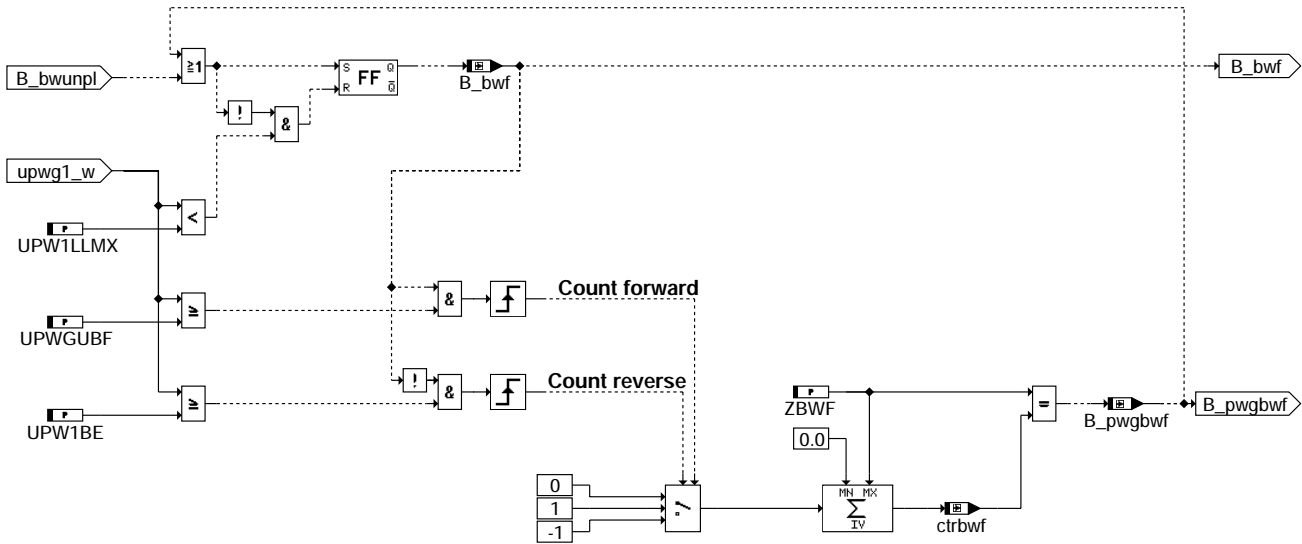 ≥1
B_bwunpl
S Q
FF
R Q̅
B_bwf
B_bwf
!
&
upwg1_w
<
P
UPW1LLMX
Count forward
&
≥
P
UPWGUBF
!
&
Count reverse
≥
P
UPW1BE
P
ZBWF
=
B_pwgbwf
B_pwgbwf
0.0
0
1
-1
MN MX
Σ
IV
ctrbwf